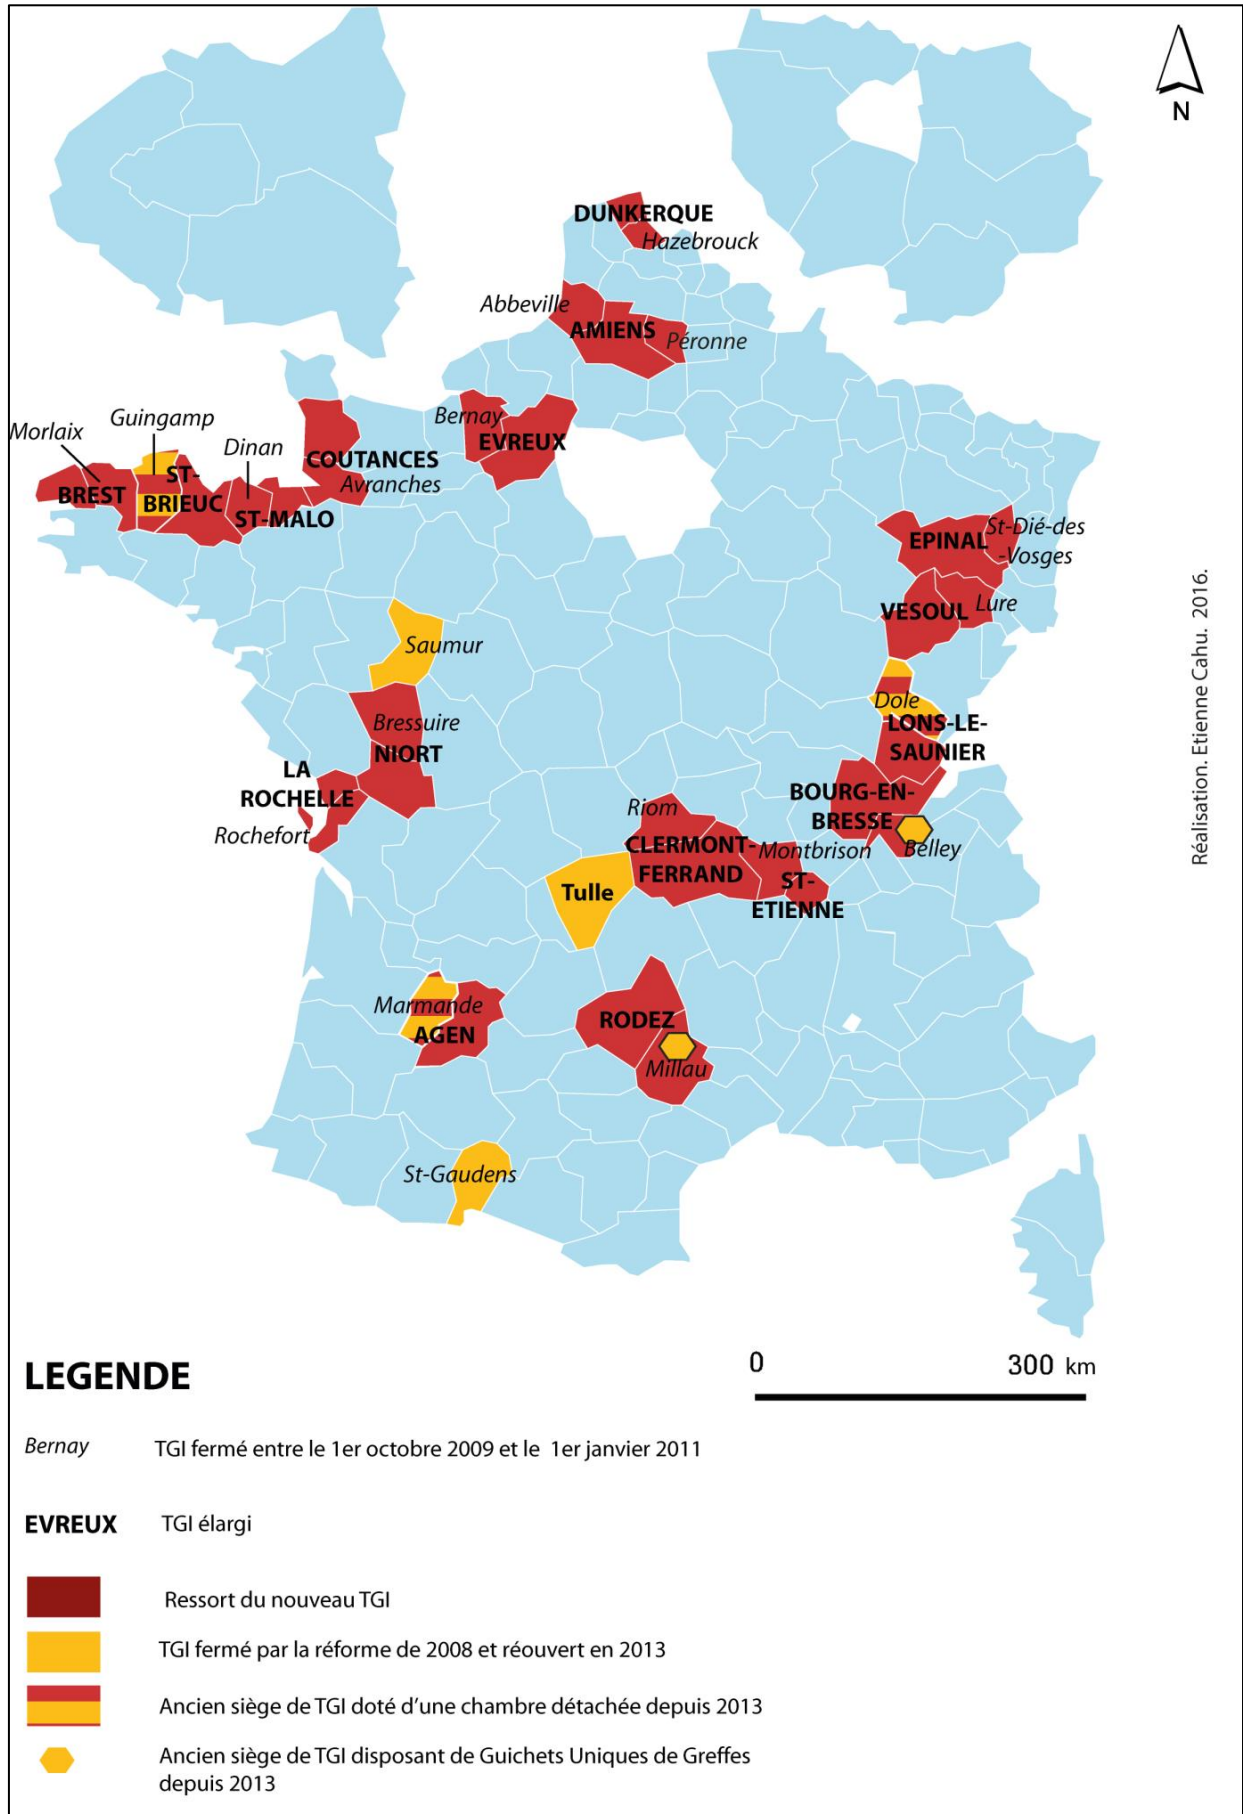 N
DUNKERQUE
Hazebrouck
Abbeville
AMIENS
Péronne
Bernay
EVREUX
Morlaix
Guingamp
Dinan
BREST
ST-
BRIEUC
ST-MALO
COUTANCES
Avranches
EPINAL
St-Dié-des
-Vosges
VESOUL
Lure
Saumur
Dole
LONS-LE-
SAUNIER
Bressuire
NIORT
LA
ROCHELLE
Rochefort
BOURG-EN-
BRESSE
Belley
Riom
CLERMONT-
FERRAND
Montbrison
ST-
ETIENNE
Tulle
Marmande
AGEN
RODEZ
Millau
St-Gaudens
Réalisation. Etienne Cahu. 2016.
0 300 km
LEGENDE
Bernay TGI fermé entre le 1er octobre 2009 et le 1er janvier 2011
EVREUX TGI élargi
Ressort du nouveau TGI
TGI fermé par la réforme de 2008 et réouvert en 2013
Ancien siège de TGI doté d'une chambre détachée depuis 2013
Ancien siège de TGI disposant de Guichets Uniques de Greffes
depuis 2013